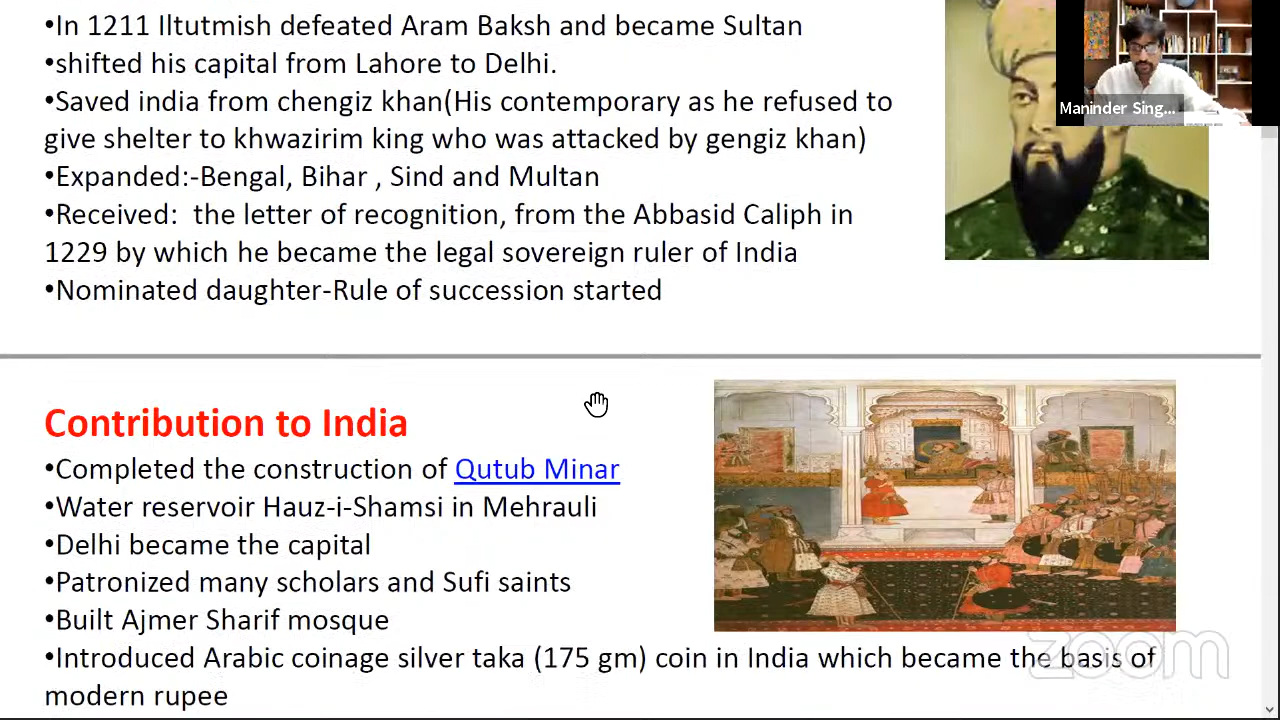 •In 1211 Iltutmish defeated Aram Baksh and became Sultan
•shifted his capital from Lahore to Delhi.
•Saved india from chengiz khan(His contemporary as he refused to
give shelter to khwazirim king who was attacked by gengiz khan)
•Expanded:-Bengal, Bihar , Sind and Multan
•Received:  the letter of recognition, from the Abbasid Caliph in
1229 by which he became the legal sovereign ruler of India
•Nominated daughter-Rule of succession started
Maninder Sing...
Contribution to India
•Completed the construction of Qutub Minar
•Water reservoir Hauz-i-Shamsi in Mehrauli
•Delhi became the capital
•Patronized many scholars and Sufi saints
•Built Ajmer Sharif mosque
•Introduced Arabic coinage silver taka (175 gm) coin in India which became the basis of
modern rupee
zoom